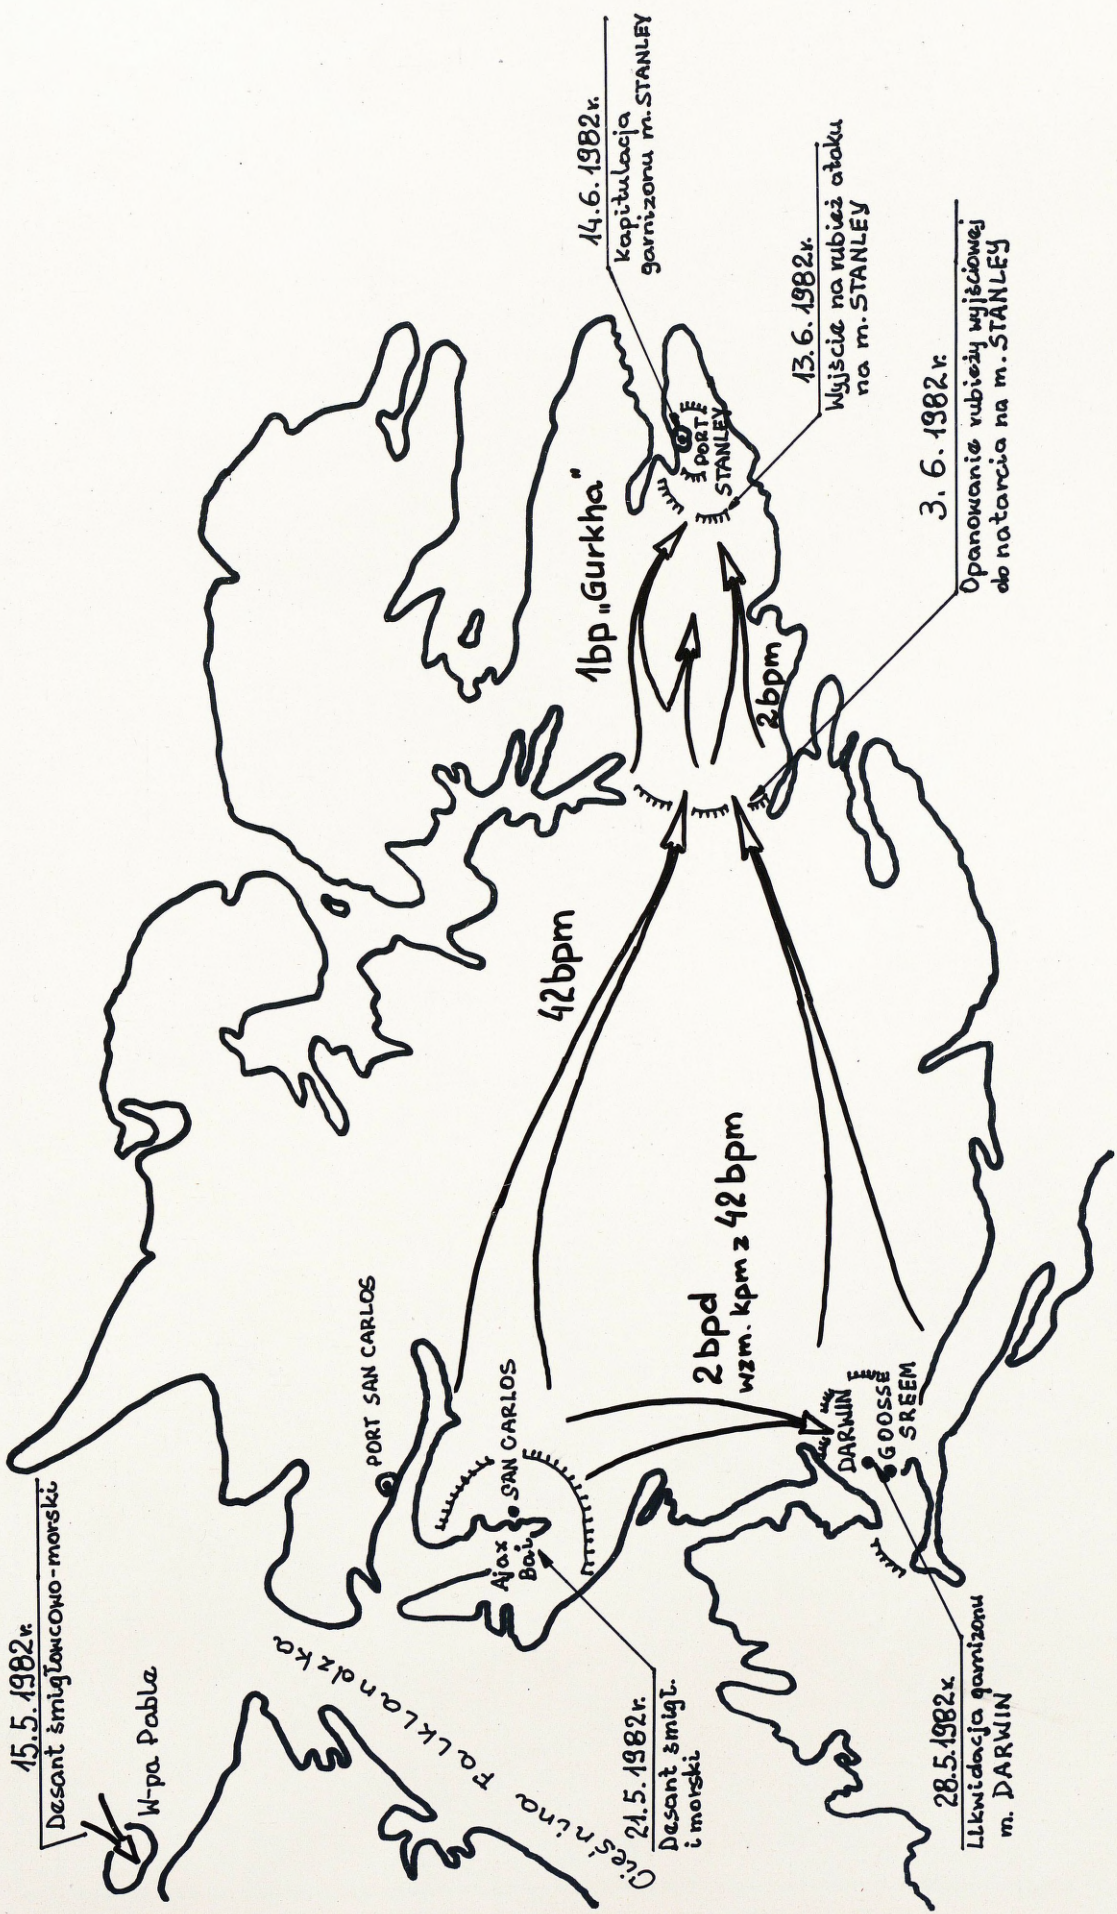 15.5.1982r.
Desant śmigłowcowo-morski
W-pa Pable
Cieśnina Falklandzka
PORT SAN CARLOS
SAN CARLOS
Ajax
Bai
21.5.1982r.
Desant śmigł.
i morski
42bpm
2bpd
wzm. kpm z 42bpm
DARWIN
GOOSSE
SREEM
28.5.1982r.
Likwidacja garnizonu
m. DARWIN
1bp „Gurkha"
2bpm
PORT
STANLEY
14.6.1982r.
Kapitulacja
garnizonu m. STANLEY
13.6.1982r.
Wyjście na rubież ataku
na m. STANLEY
3.6.1982r.
Opanowanie rubieży wyjściowej
do natarcia na m. STANLEY